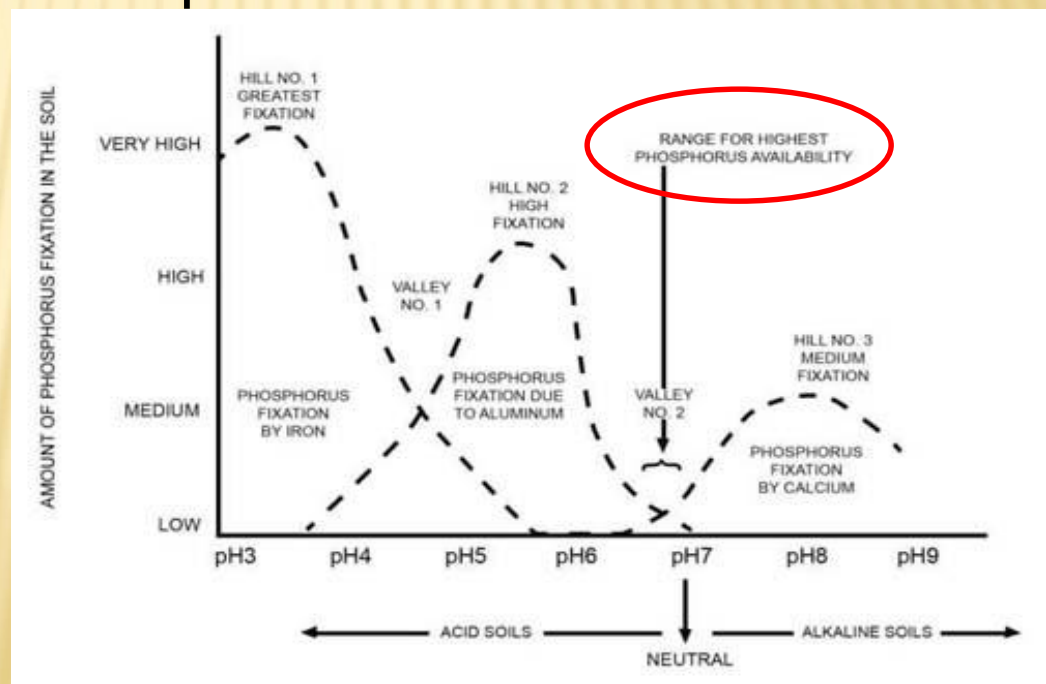 AMOUNT OF PHOSPHORUS FIXATION IN THE SOIL
VERY HIGH
HIGH
MEDIUM
LOW
HILL NO. 1
GREATEST
FIXATION
PHOSPHORUS
FIXATION
BY IRON
VALLEY
NO. 1
HILL NO. 2
HIGH
FIXATION
PHOSPHORUS
FIXATION DUE
TO ALUMINUM
RANGE FOR HIGHEST
PHOSPHORUS AVAILABILITY
VALLEY
NO. 2
HILL NO. 3
MEDIUM
FIXATION
PHOSPHORUS
FIXATION
BY CALCIUM
pH3 pH4 pH5 pH6 pH7 pH8 pH9
ACID SOILS ALKALINE SOILS
NEUTRAL